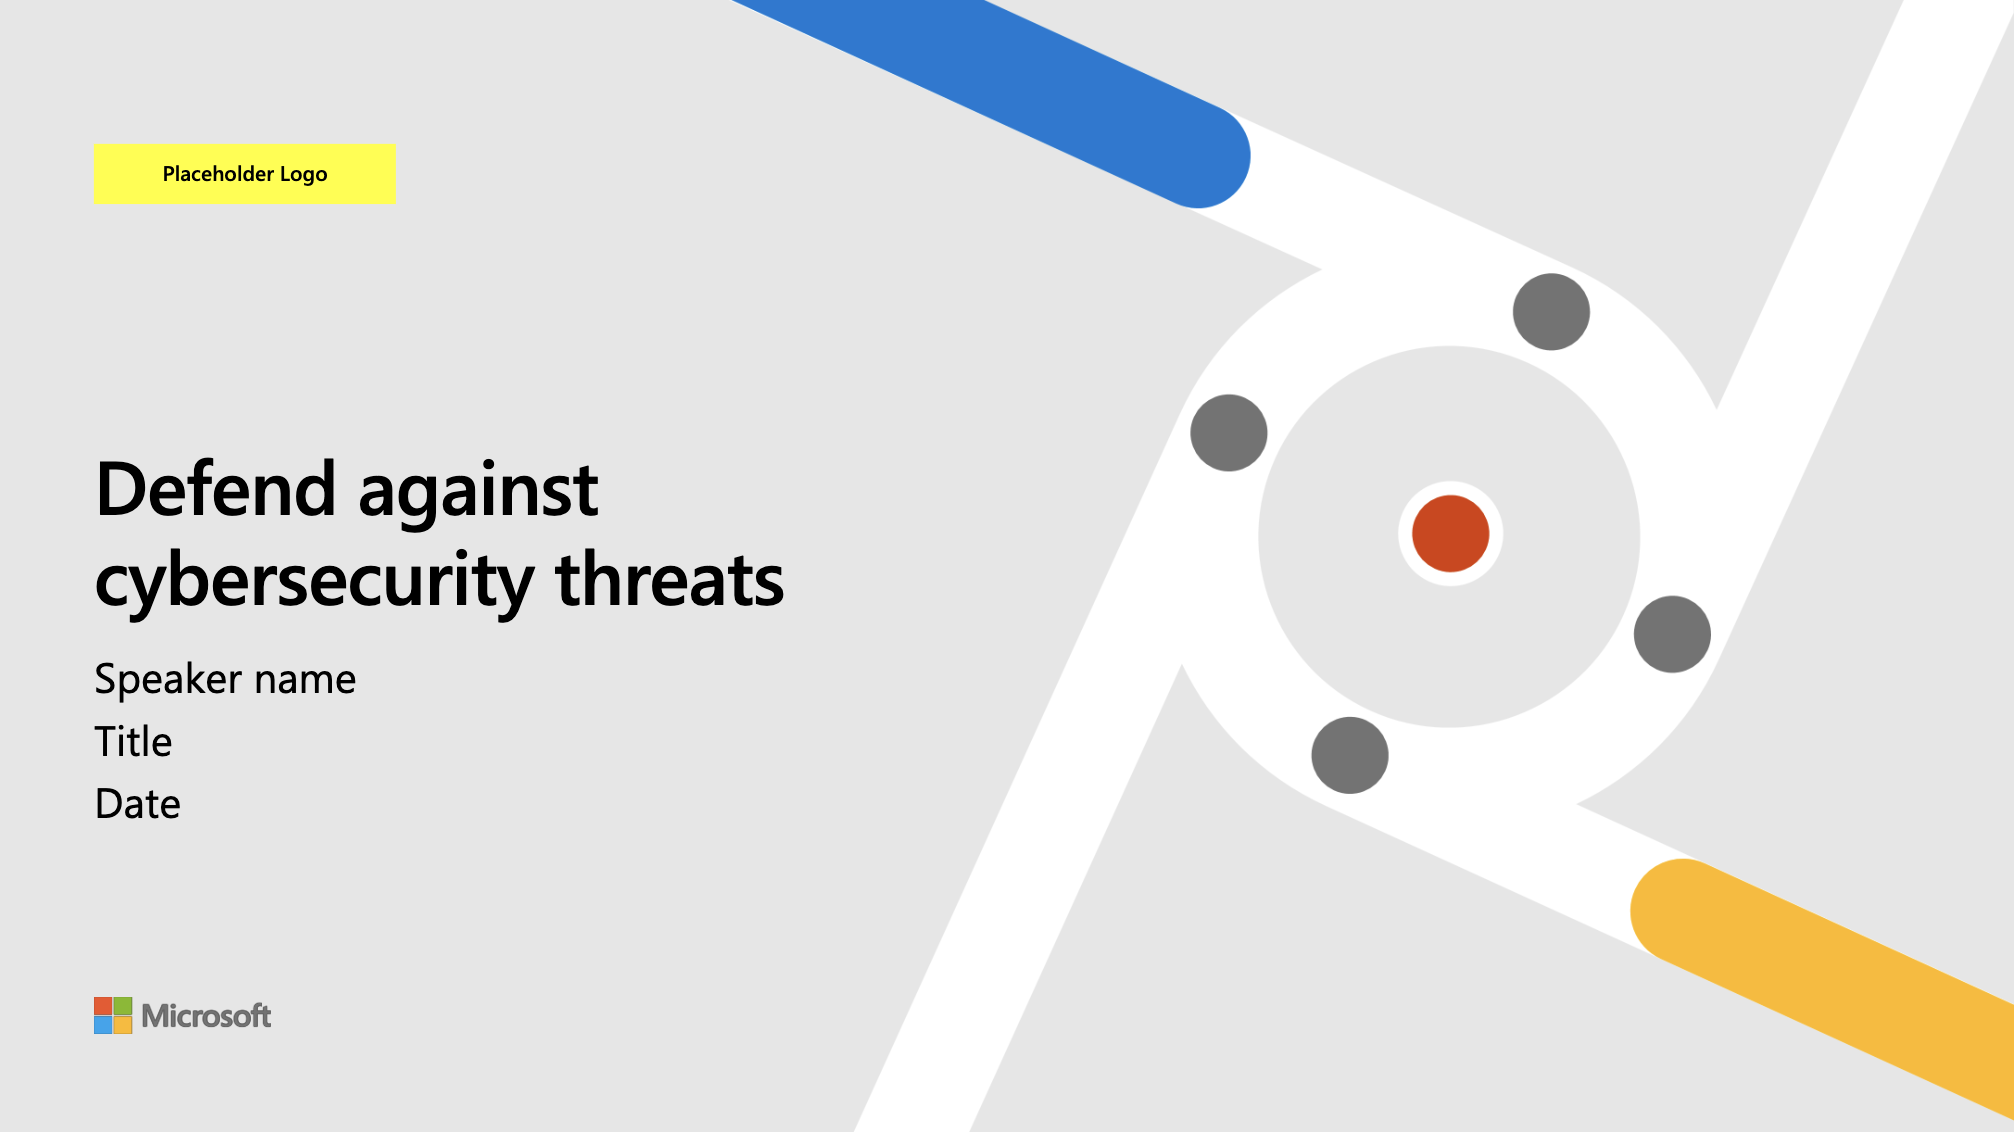 Placeholder Logo
Defend against
cybersecurity threats
Speaker name
Title
Date
Microsoft